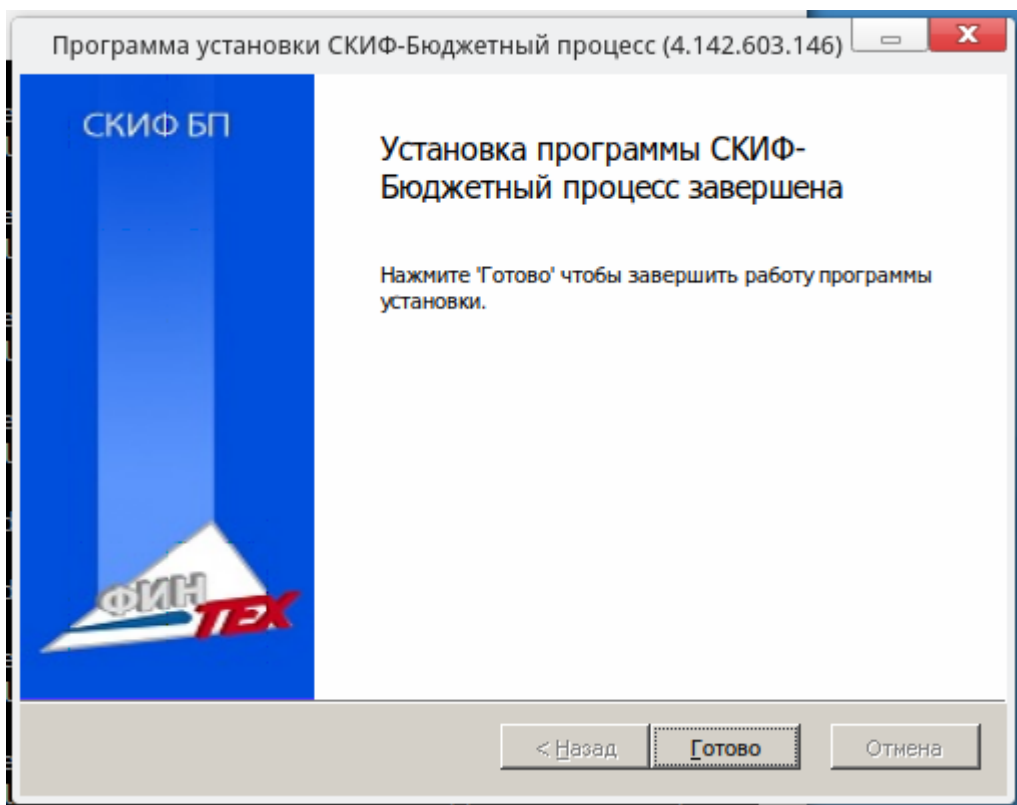 Программа установки СКИФ-Бюджетный процесс (4.142.603.146)
СКИФ БП
Установка программы СКИФ-
Бюджетный процесс завершена
Нажмите 'Готово' чтобы завершить работу программы
установки.
ФИН
ТЕХ
< Назад
Готово
Отмена